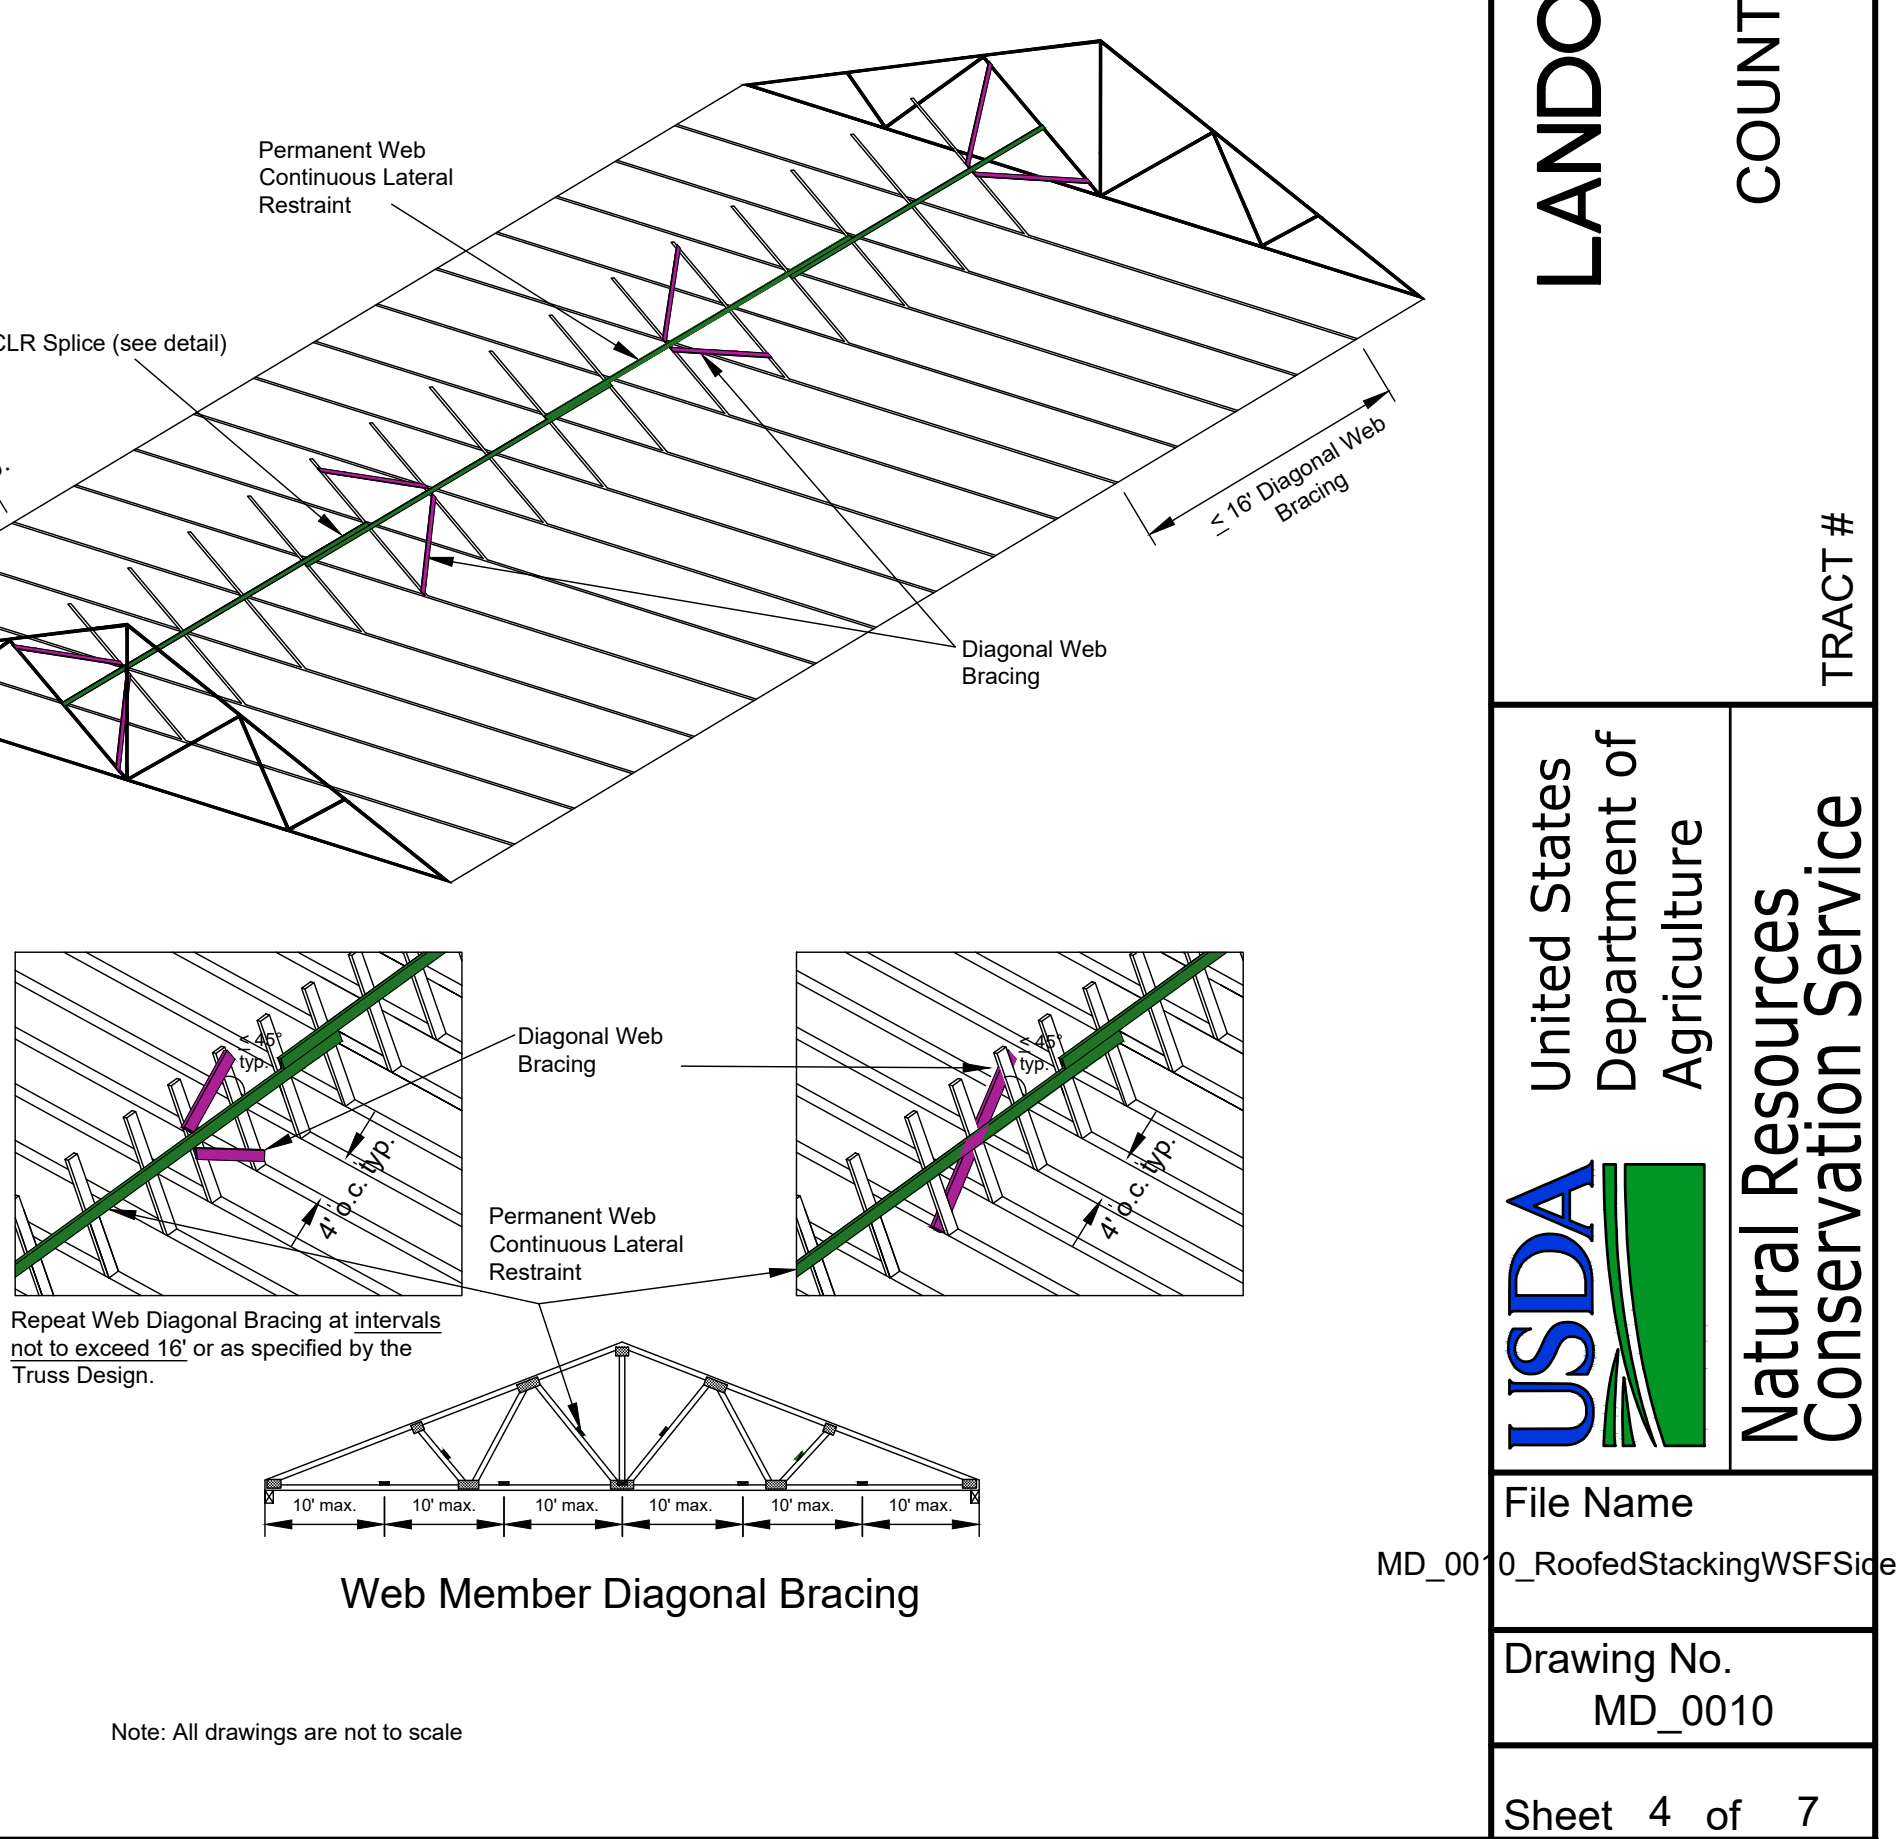 Permanent Web
Continuous Lateral
Restraint
CLR Splice (see detail)
≤ 16' Diagonal Web
Bracing
Diagonal Web
Bracing
≤ 45°
typ.
4' o.c. typ.
Diagonal Web
Bracing
≤ 45°
typ.
4' o.c. typ.
Permanent Web
Continuous Lateral
Restraint
Repeat Web Diagonal Bracing at intervals
not to exceed 16' or as specified by the
Truss Design.
10' max.
10' max.
10' max.
10' max.
10' max.
10' max.
Web Member Diagonal Bracing
Note: All drawings are not to scale
LANDO
COUNT
TRACT #
United States
Department of
Agriculture
USDA
Natural Resources
Conservation Service
File Name
MD_0010_RoofedStackingWSFSide
Drawing No.
MD_0010
Sheet 4 of 7